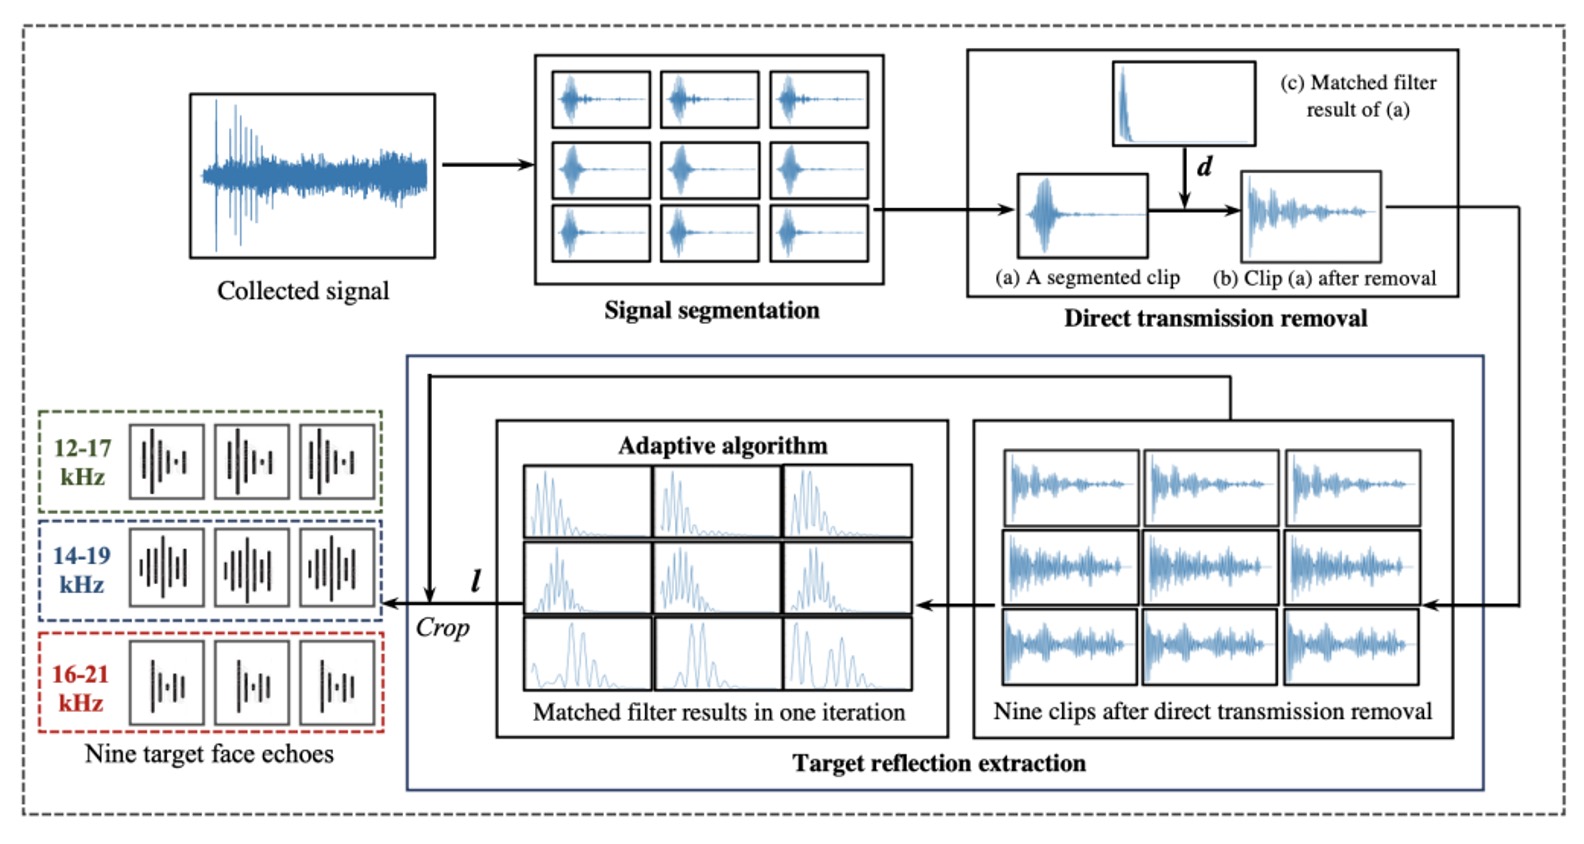 Collected signal
Signal segmentation
(c) Matched filter
result of (a)
d
(a) A segmented clip
(b) Clip (a) after removal
Direct transmission removal
12-17
kHz
14-19
kHz
16-21
kHz
Nine target face echoes
l
Crop
Adaptive algorithm
Matched filter results in one iteration
Nine clips after direct transmission removal
Target reflection extraction